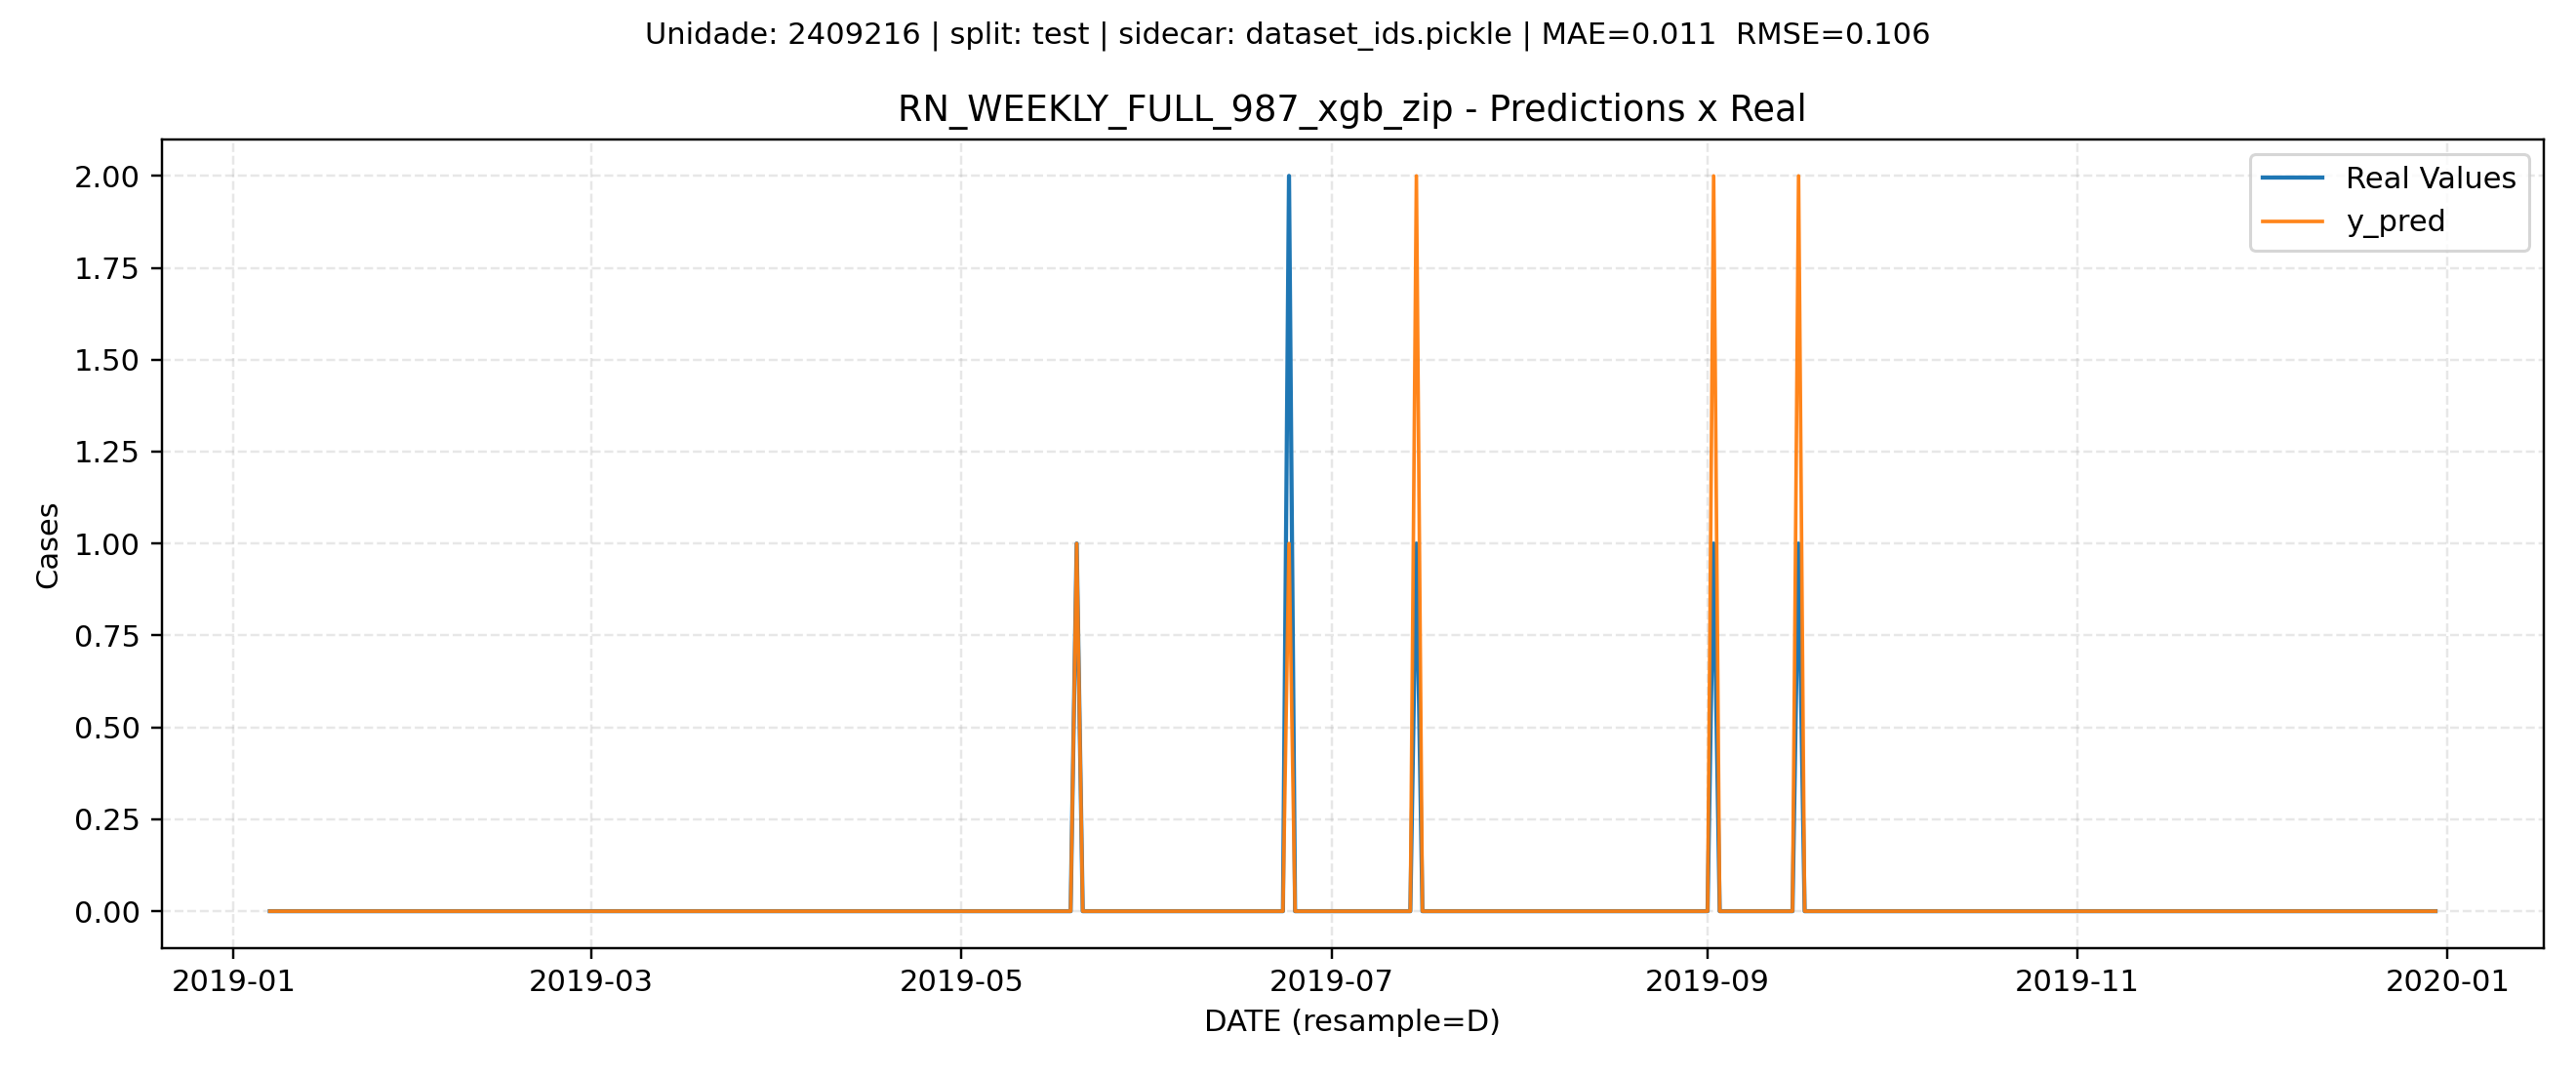 Unidade: 2409216 | split: test | sidecar: dataset_ids.pickle | MAE=0.011  RMSE=0.106
RN_WEEKLY_FULL_987_xgb_zip - Predictions x Real
Real Values
y_pred
2.00
1.75
1.50
1.25
1.00
0.75
0.50
0.25
0.00
Cases
2019-01 2019-03 2019-05 2019-07 2019-09 2019-11 2020-01
DATE (resample=D)